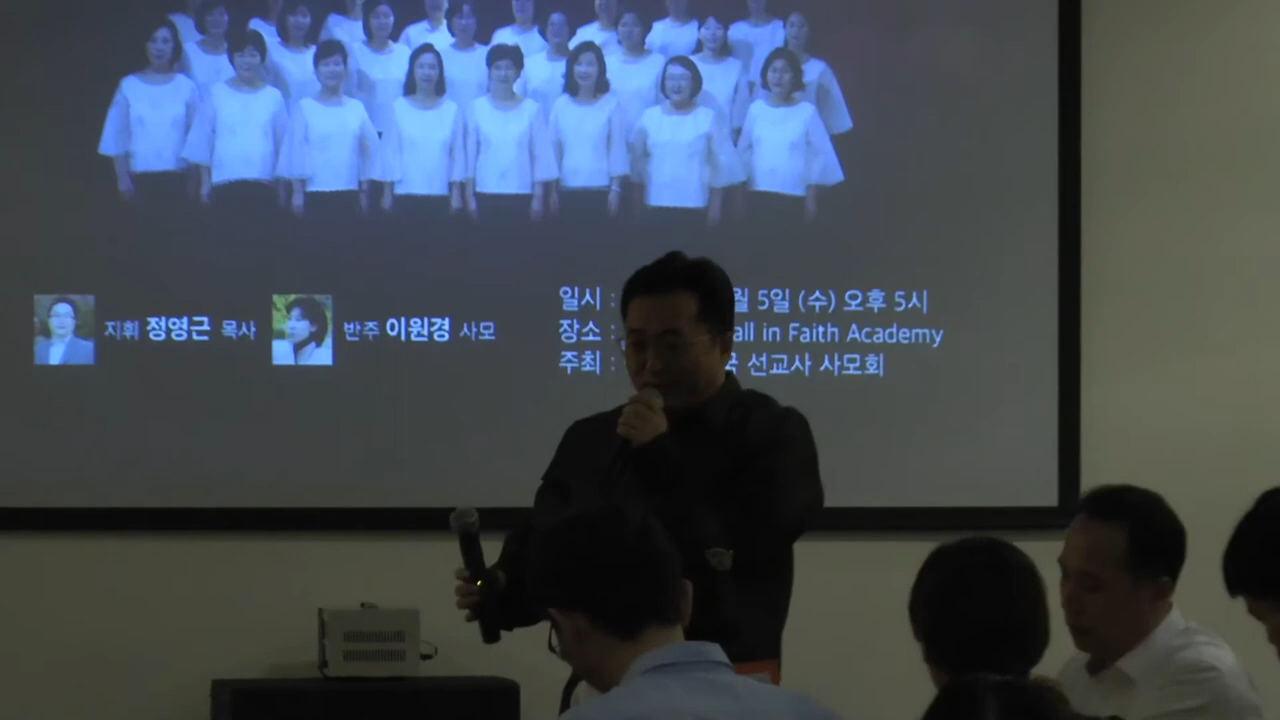 지휘 정영근 목사
반주 이원경 사모
일시 : 월 5일 (수) 오후 5시
장소 : all in Faith Academy
주최 : 선교사 사모회